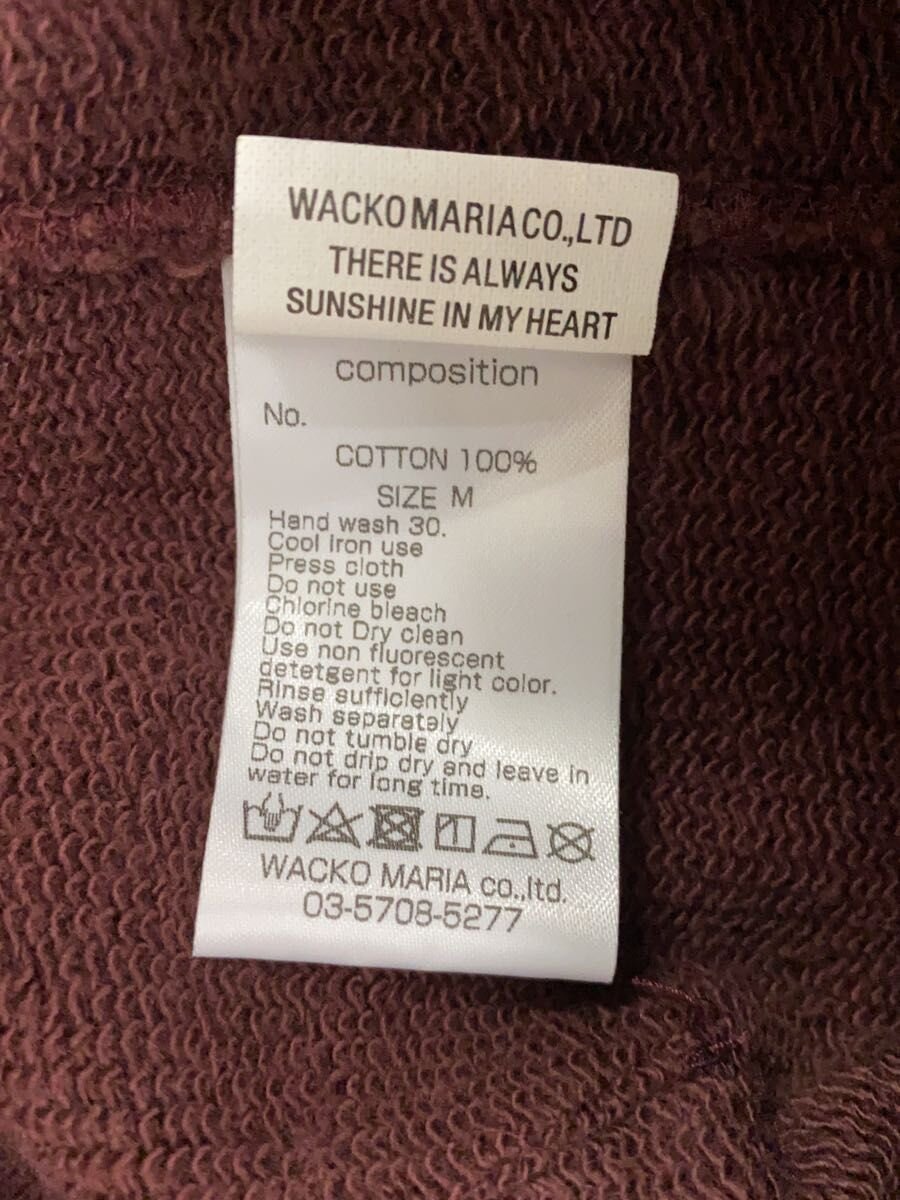 WACKO MARIA CO.,LTD
THERE IS ALWAYS
SUNSHINE IN MY HEART
composition
No.
COTTON 100%
SIZE M
Hand wash 30.
Cool iron use
Press cloth
Do not use
Chlorine bleach
Do not Dry clean
Use non fluorescent
detetgent for light color.
Rinse sufficiently
Wash separately
Do not tumble dry
Do not drip dry and leave in
water for long time.
WACKO MARIA co.,ltd.
03-5708-5277